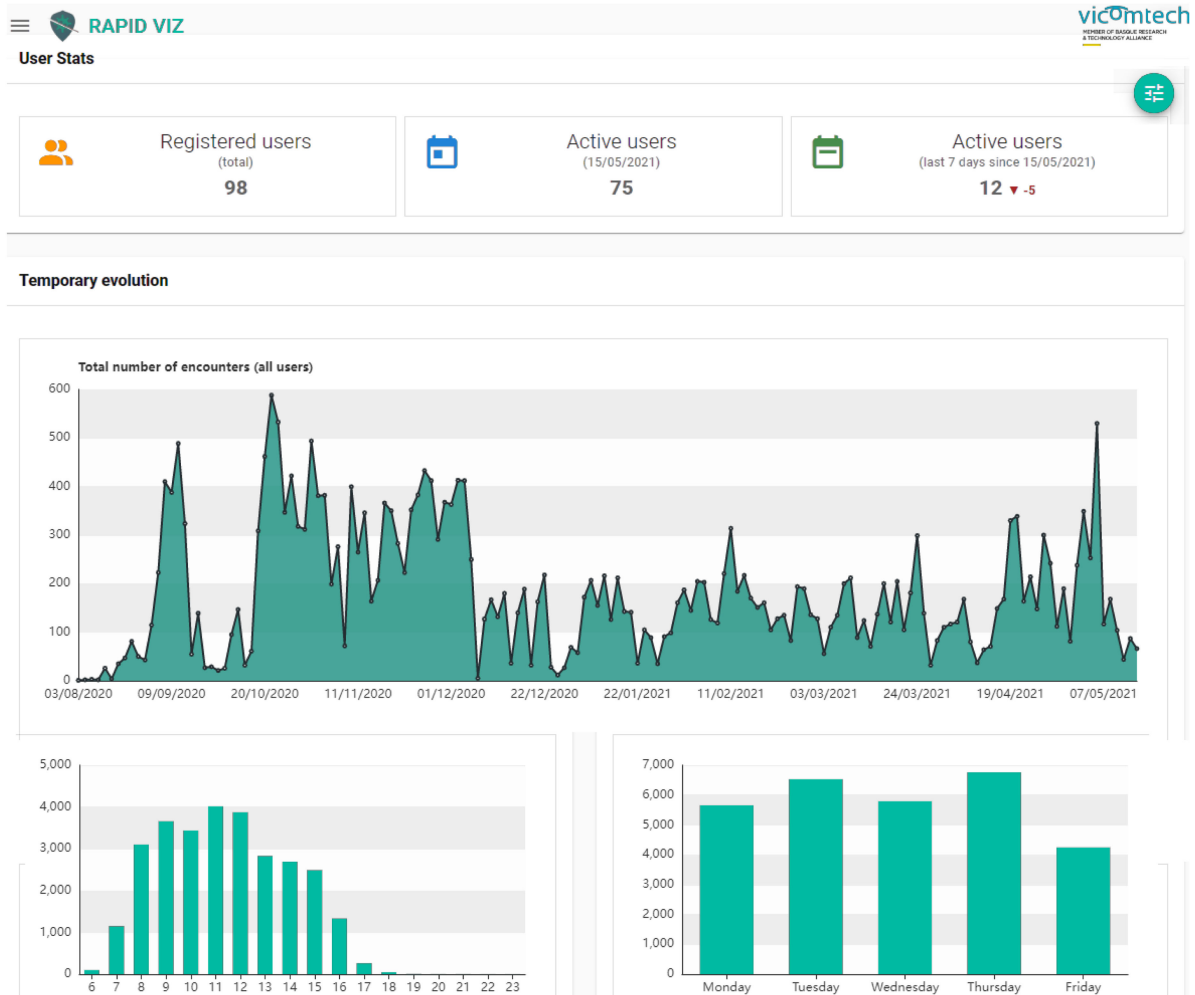 RAPID VIZ
vicomtech
MEMBER OF BASQUE RESEARCH
& TECHNOLOGY ALLIANCE
User Stats
Registered users
(total)
98
Active users
(15/05/2021)
75
Active users
(last 7 days since 15/05/2021)
12 ▼ -5
Temporary evolution
Total number of encounters (all users)
600
500
400
300
200
100
0
03/08/2020 09/09/2020 20/10/2020 11/11/2020 01/12/2020 22/12/2020 22/01/2021 11/02/2021 03/03/2021 24/03/2021 19/04/2021 07/05/2021
5,000
4,000
3,000
2,000
1,000
0
6 7 8 9 10 11 12 13 14 15 16 17 18 19 20 21 22 23
7,000
6,000
5,000
4,000
3,000
2,000
1,000
0
Monday Tuesday Wednesday Thursday Friday